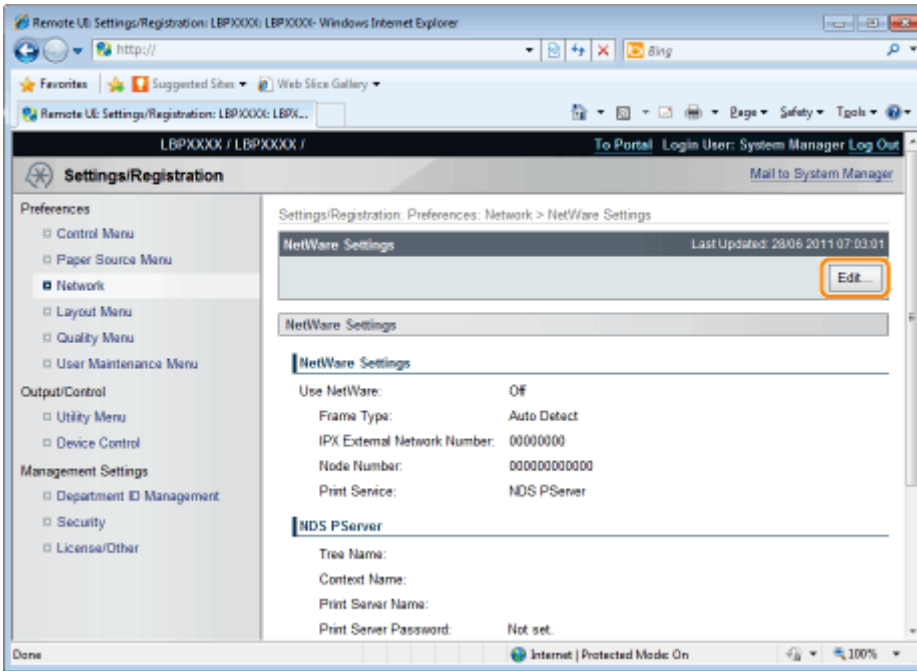 Remote UI: Settings/Registration: LBPXXXX: LBPXXXX- Windows Internet Explorer
http://
Bing
Favorites Suggested Sites Web Slice Gallery
Remote UI: Settings/Registration: LBPXXXX: LBPX...
Page Safety Tools
LBPXXXX / LBPXXXX /
To Portal Login User: System Manager Log Out
Settings/Registration
Mail to System Manager
Preferences
Control Menu
Paper Source Menu
Network
Layout Menu
Quality Menu
User Maintenance Menu
Output/Control
Utility Menu
Device Control
Management Settings
Department ID Management
Security
License/Other
Settings/Registration: Preferences: Network > NetWare Settings
NetWare Settings
Last Updated: 28/06 2011 07:03:01
Edit...
NetWare Settings
NetWare Settings
Use NetWare: Off
Frame Type: Auto Detect
IPX External Network Number: 00000000
Node Number: 000000000000
Print Service: NDS PServer
NDS PServer
Tree Name:
Context Name:
Print Server Name:
Print Server Password: Not set.
Done
Internet | Protected Mode: On
100%